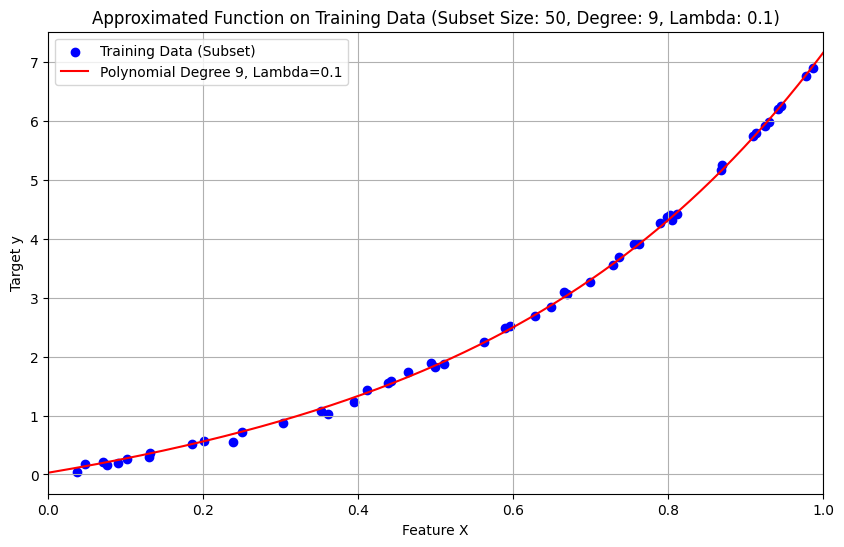 Approximated Function on Training Data (Subset Size: 50, Degree: 9, Lambda: 0.1)
Training Data (Subset)
Polynomial Degree 9, Lambda=0.1
Target y
7
6
5
4
3
2
1
0
0.0 0.2 0.4 0.6 0.8 1.0
Feature X